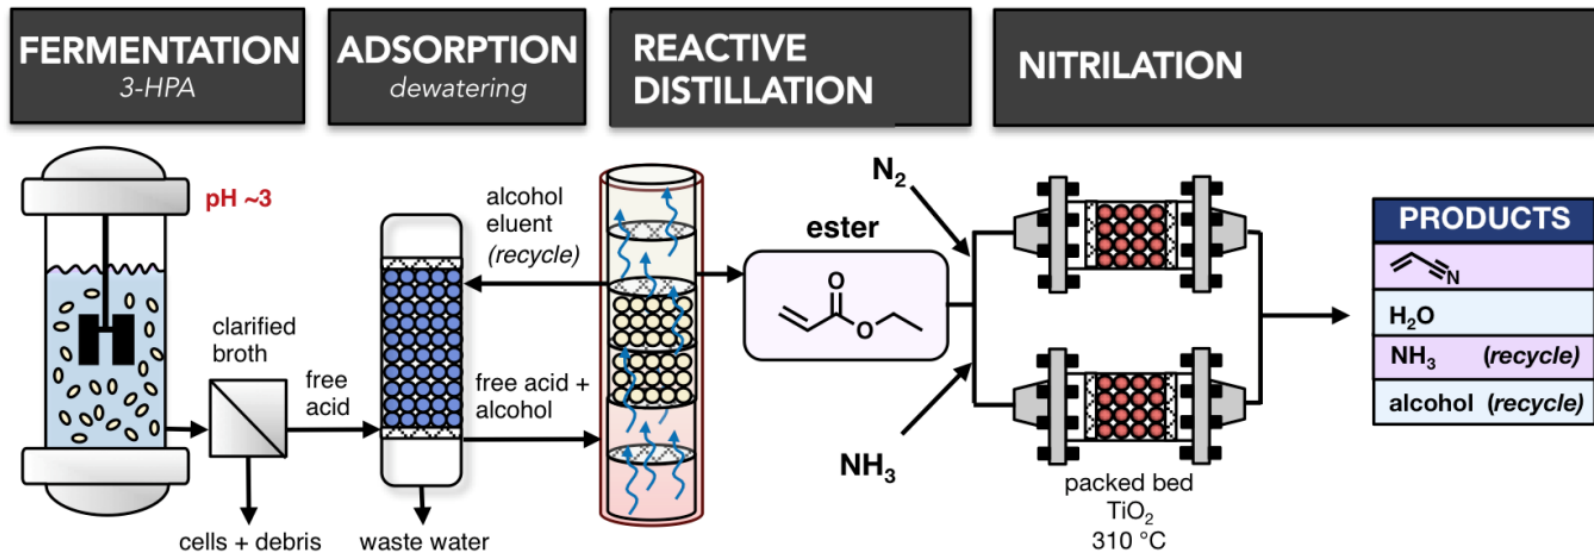 FERMENTATION
3-HPA
ADSORPTION
dewatering
REACTIVE
DISTILLATION
NITRILATION
pH ~3
clarified
broth
free
acid
cells + debris
alcohol
eluent
(recycle)
free acid +
alcohol
waste water
ester
O
O
N₂
NH₃
packed bed
TiO₂
310 °C
PRODUCTS
N
H₂O
NH₃ (recycle)
alcohol (recycle)